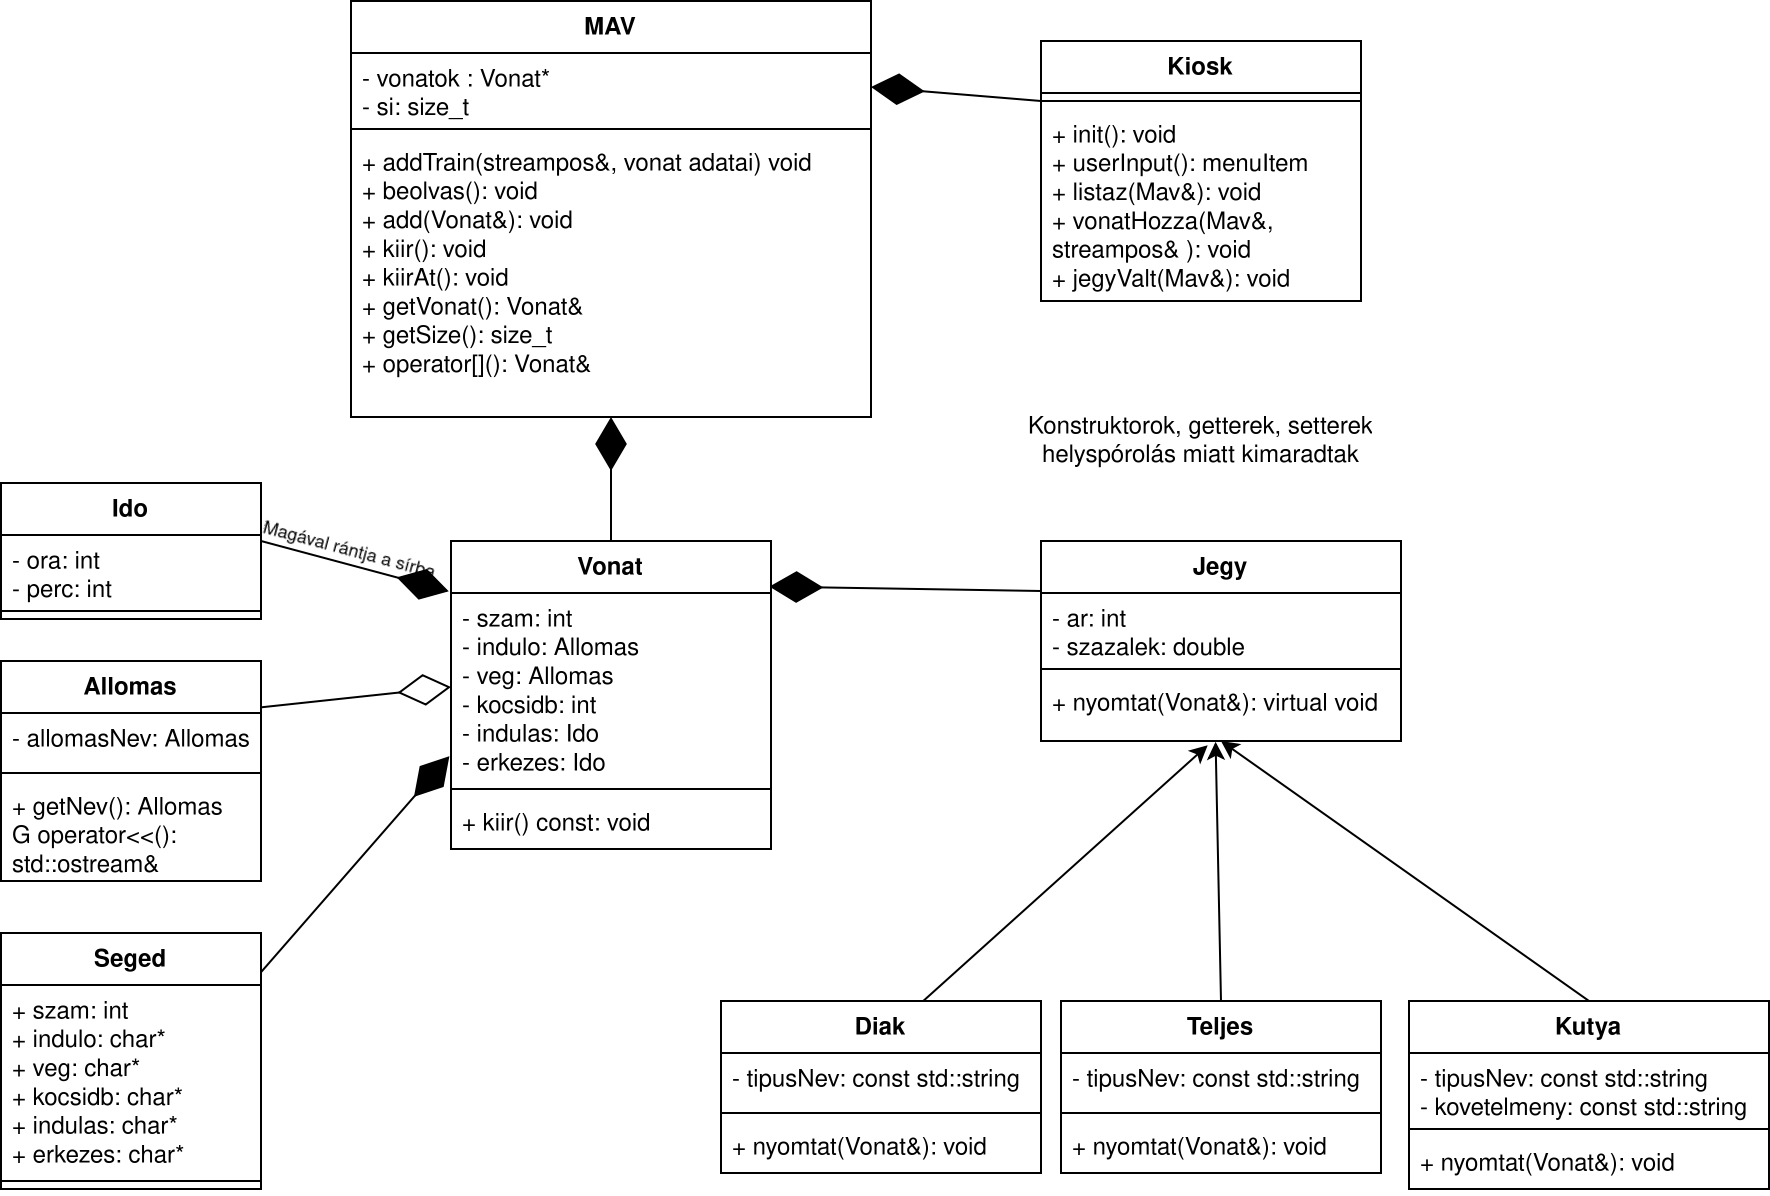 MAV
- vonatok : Vonat*
- si: size_t
+ addTrain(streampos&, vonat adatai) void
+ beolvas(): void
+ add(Vonat&): void
+ kiir(): void
+ kiirAt(): void
+ getVonat(): Vonat&
+ getSize(): size_t
+ operator[](): Vonat&
Kiosk
+ init(): void
+ userInput(): menuItem
+ listaz(Mav&): void
+ vonatHozza(Mav&,
streampos& ): void
+ jegyValt(Mav&): void
Konstruktorok, getterek, setterek
helyspórolás miatt kimaradtak
Ido
- ora: int
- perc: int
Magával rántja a sírba
Allomas
- allomasNev: Allomas
+ getNev(): Allomas
G operator<<():
std::ostream&
Seged
+ szam: int
+ indulo: char*
+ veg: char*
+ kocsidb: char*
+ indulas: char*
+ erkezes: char*
Vonat
- szam: int
- indulo: Allomas
- veg: Allomas
- kocsidb: int
- indulas: Ido
- erkezes: Ido
+ kiir() const: void
Jegy
- ar: int
- szazalek: double
+ nyomtat(Vonat&): virtual void
Diak
- tipusNev: const std::string
+ nyomtat(Vonat&): void
Teljes
- tipusNev: const std::string
+ nyomtat(Vonat&): void
Kutya
- tipusNev: const std::string
- kovetelmeny: const std::string
+ nyomtat(Vonat&): void